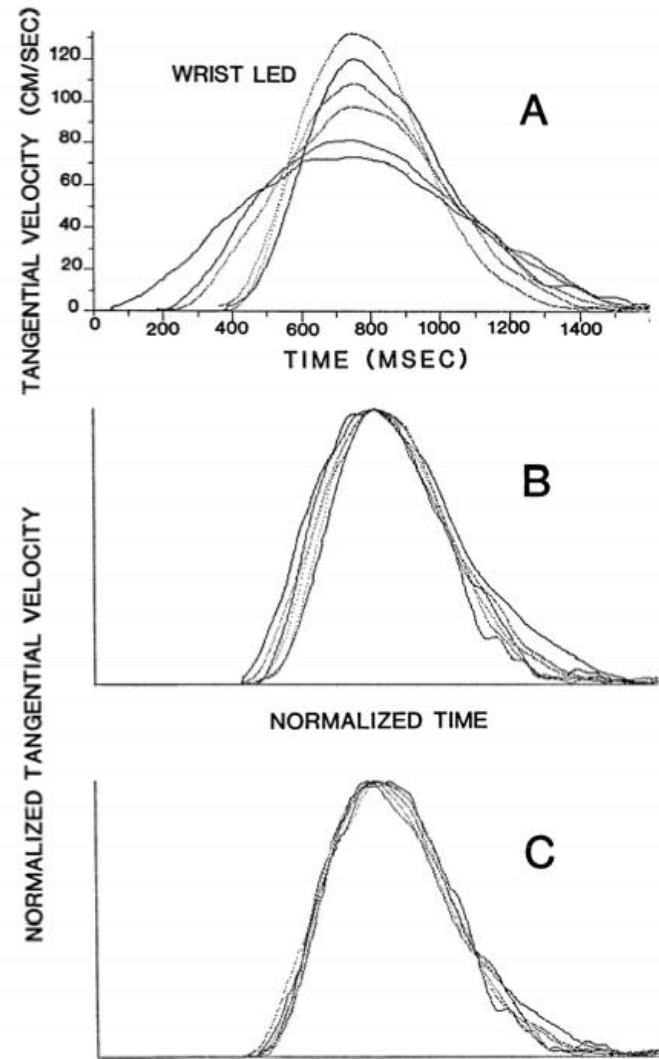 TANGENTIAL VELOCITY (CM/SEC)
120
100
80
60
40
20
0
WRIST LED
A
0 200 400 600 800 1000 1200 1400
TIME (MSEC)
NORMALIZED TANGENTIAL VELOCITY
B
NORMALIZED TIME
C